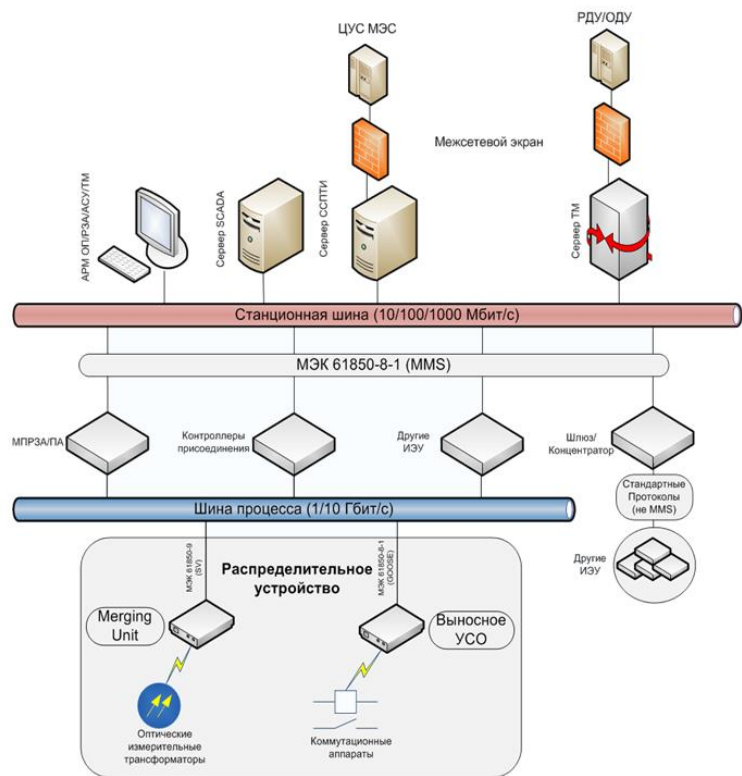 ЦУС МЭС
РДУ/ОДУ
Межсетевой экран
АРМ ОП/РЗА/АСУ/ТМ
Сервер SCADA
Сервер ССПТИ
Сервер ТМ
Станционная шина (10/100/1000 Мбит/с)
МЭК 61850-8-1 (MMS)
МПРЗА/ПА
Контроллеры
присоединения
Другие
ИЭУ
Шлюз/
Концентратор
Стандартные
Протоколы
(не MMS)
Другие
ИЭУ
Шина процесса (1/10 Гбит/с)
МЭК 61850-9
(SV)
МЭК 61850-8-1
(GOOSE)
Распределительное
устройство
Merging
Unit
Выносное
УСО
Оптические
измерительные
трансформаторы
Коммутационные
аппараты